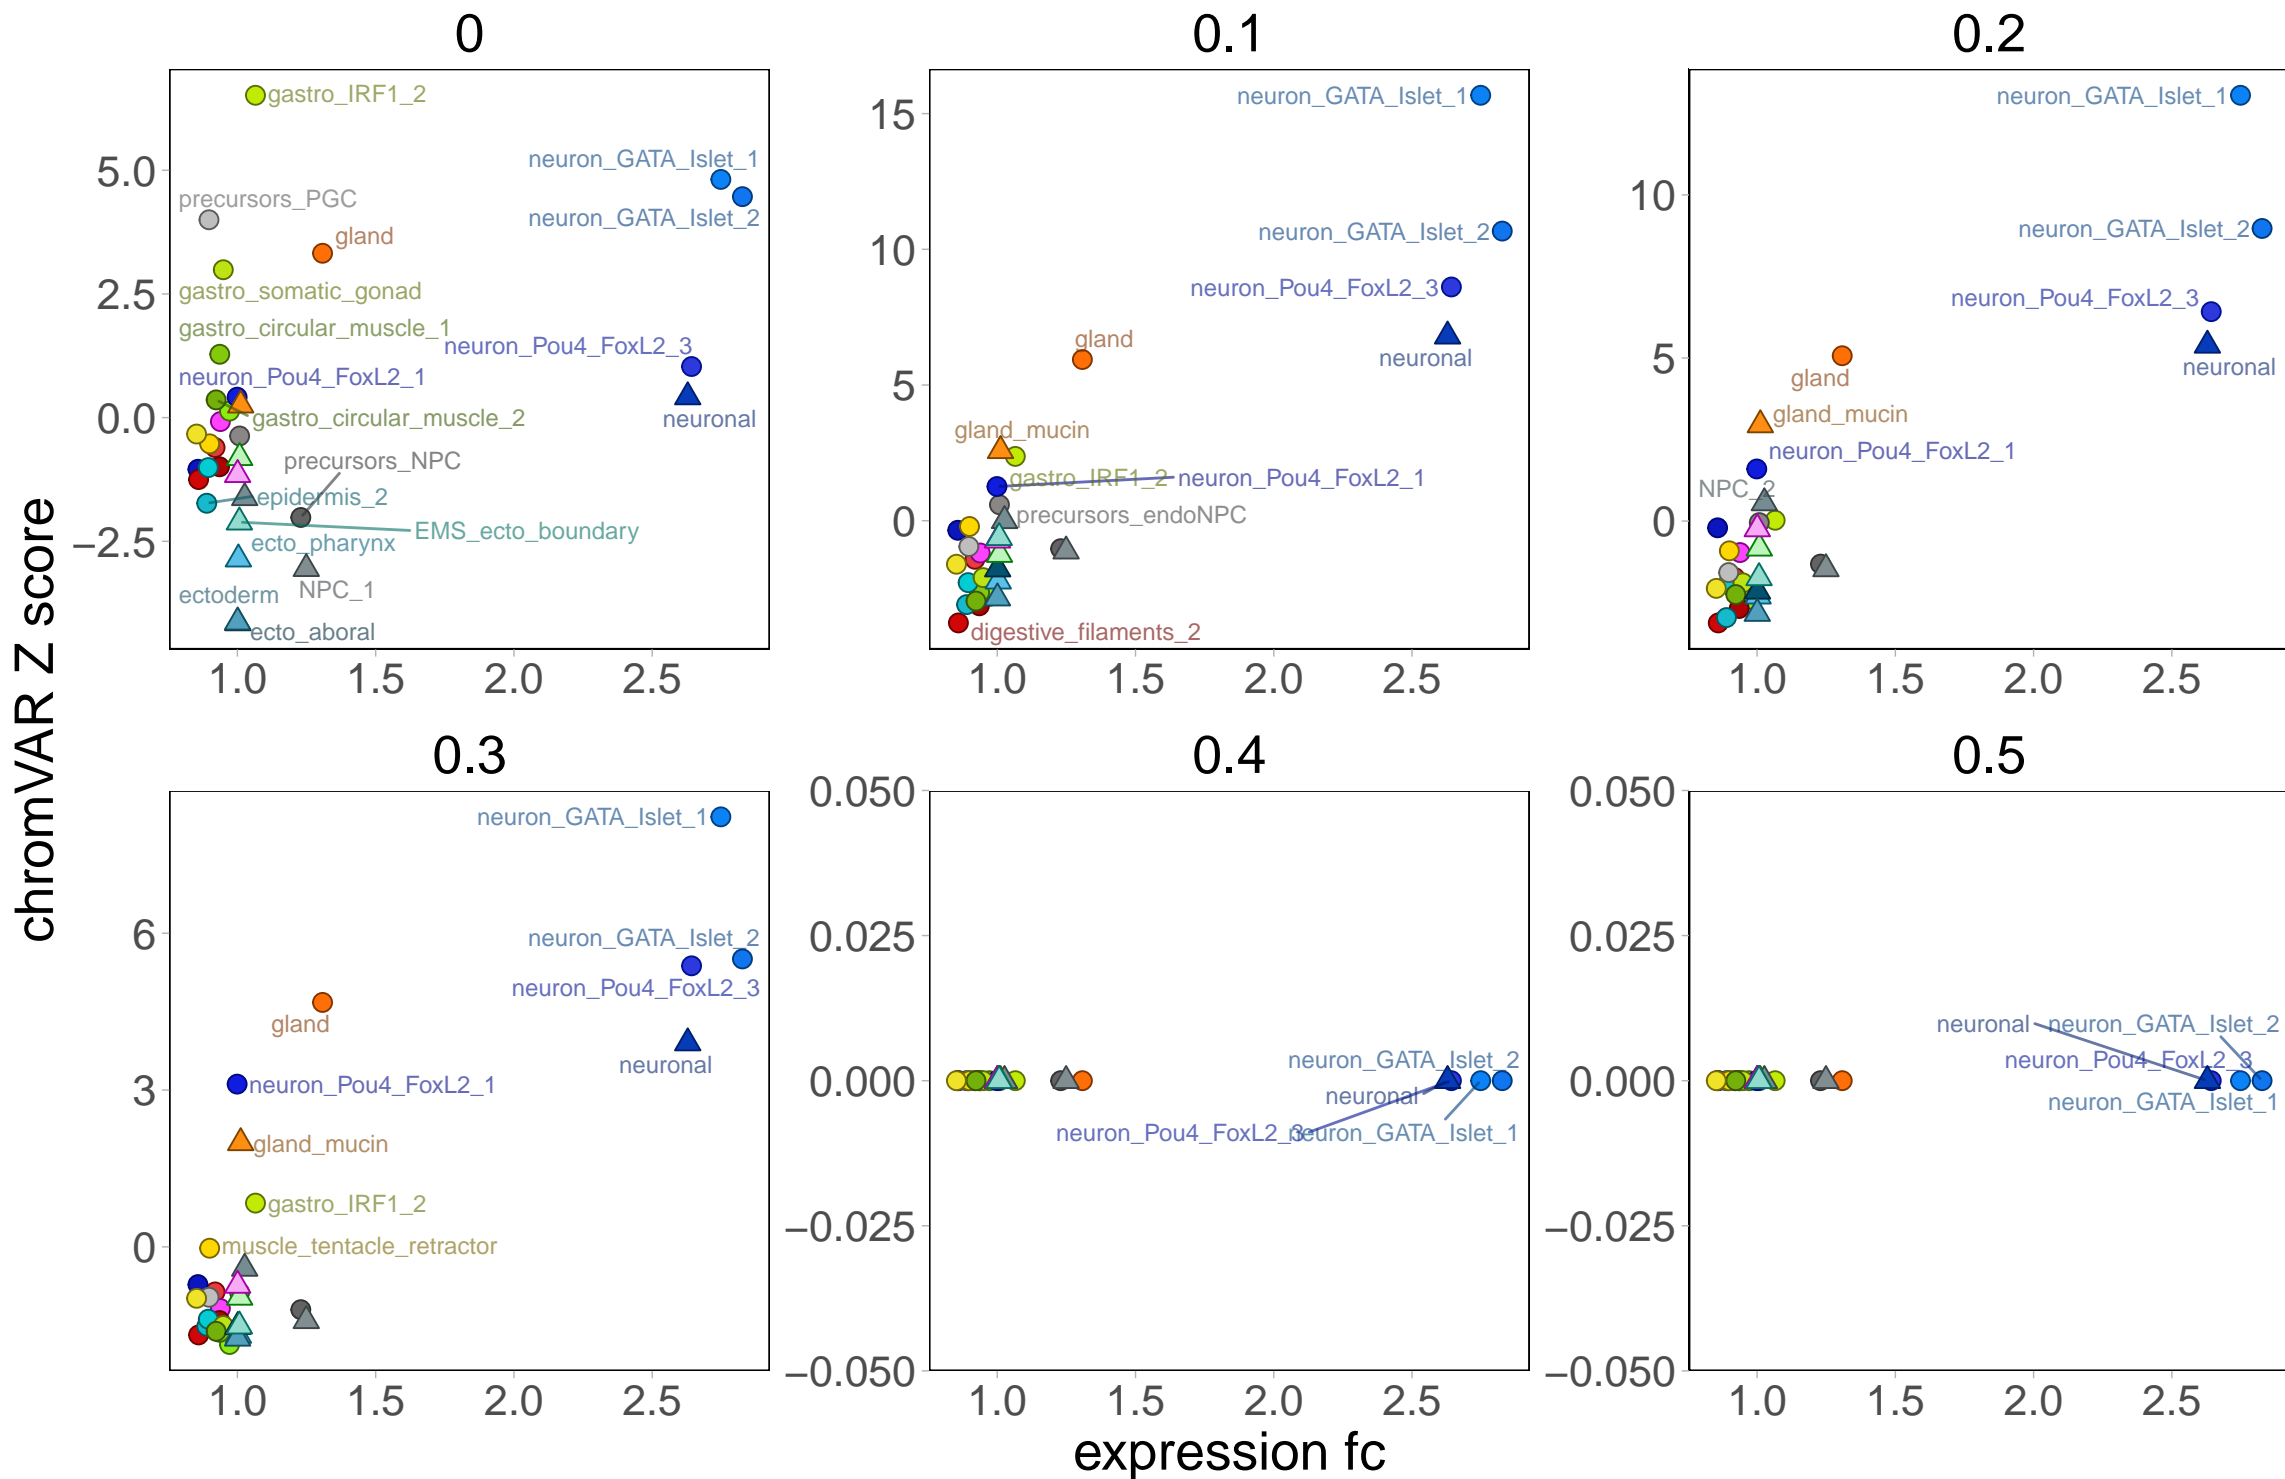 0
0.1
0.2
chromVAR Z score
5.0
2.5
0.0
−2.5
gastro_IRF1_2
neuron_GATA_Islet_1
precursors_PGC
neuron_GATA_Islet_2
gland
gastro_somatic_gonad
gastro_circular_muscle_1
neuron_Pou4_FoxL2_3
neuron_Pou4_FoxL2_1
gastro_circular_muscle_2
neuronal
precursors_NPC
epidermis_2
EMS_ecto_boundary
ecto_pharynx
NPC_1
ectoderm
ecto_aboral
1.0 1.5 2.0 2.5
15
10
5
0
neuron_GATA_Islet_1
neuron_GATA_Islet_2
neuron_Pou4_FoxL2_3
gland
neuronal
gland_mucin
gastro_IRF1_2
neuron_Pou4_FoxL2_1
precursors_endoNPC
digestive_filaments_2
1.0 1.5 2.0 2.5
10
5
0
neuron_GATA_Islet_1
neuron_GATA_Islet_2
neuron_Pou4_FoxL2_3
neuronal
gland
gland_mucin
neuron_Pou4_FoxL2_1
NPC_2
1.0 1.5 2.0 2.5
0.3
0.4
0.5
6
3
0
neuron_GATA_Islet_1
neuron_GATA_Islet_2
neuron_Pou4_FoxL2_3
gland
neuronal
neuron_Pou4_FoxL2_1
gland_mucin
gastro_IRF1_2
muscle_tentacle_retractor
1.0 1.5 2.0 2.5
0.050
0.025
0.000
−0.025
−0.050
neuron_GATA_Islet_2
neuronal
neuron_Pou4_FoxL2_3
neuron_GATA_Islet_1
1.0 1.5 2.0 2.5
0.050
0.025
0.000
−0.025
−0.050
neuronal
neuron_GATA_Islet_2
neuron_Pou4_FoxL2_3
neuron_GATA_Islet_1
1.0 1.5 2.0 2.5
expression fc